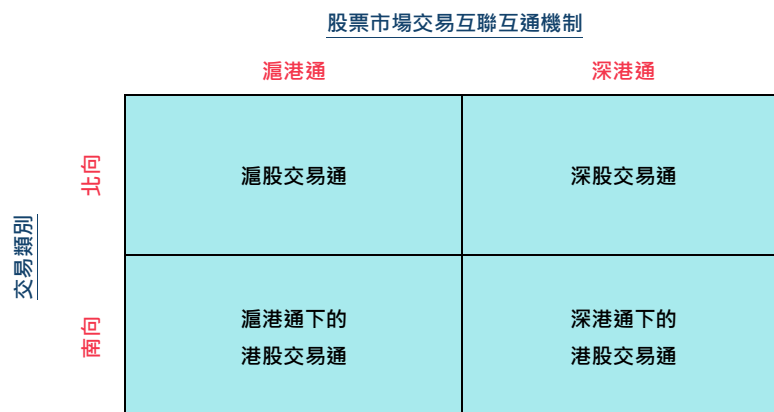 股票市場交易互聯互通機制
滬港通
深港通
交易類別
北向
滬股交易通
深股交易通
南向
滬港通下的
港股交易通
深港通下的
港股交易通